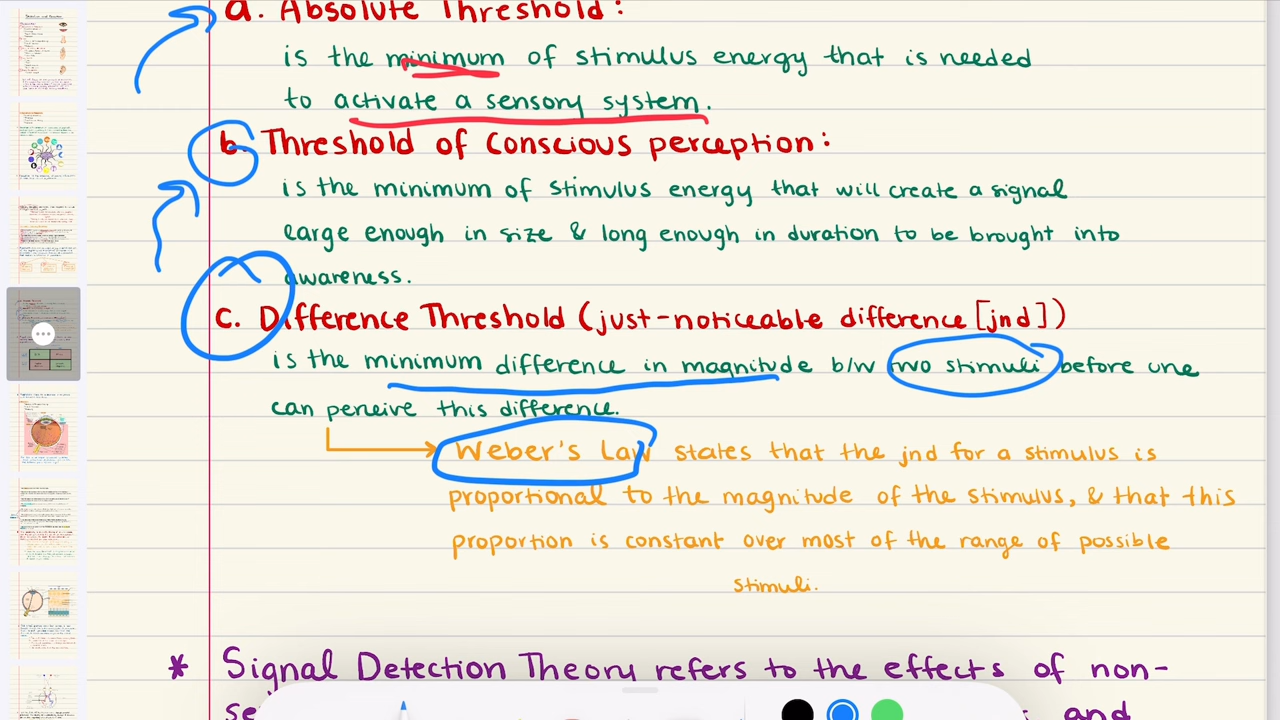 a. Absolute Threshold:
is the minimum of stimulus energy that is needed
to activate a sensory system.
b. Threshold of Conscious perception:
is the minimum of stimulus energy that will create a signal
large enough in size & long enough in duration to be brought into
awareness.
c. Difference Threshold (just-noticeable difference [jnd])
is the minimum difference in magnitude b/w two stimuli before one
can perceive this difference.
Weber's Law states that the jnd for a stimulus is
proportional to the magnitude of the stimulus, & that this
proportion is constant over most of the range of possible
stimuli.
* Signal Detection Theory refers to the effects of non-
and